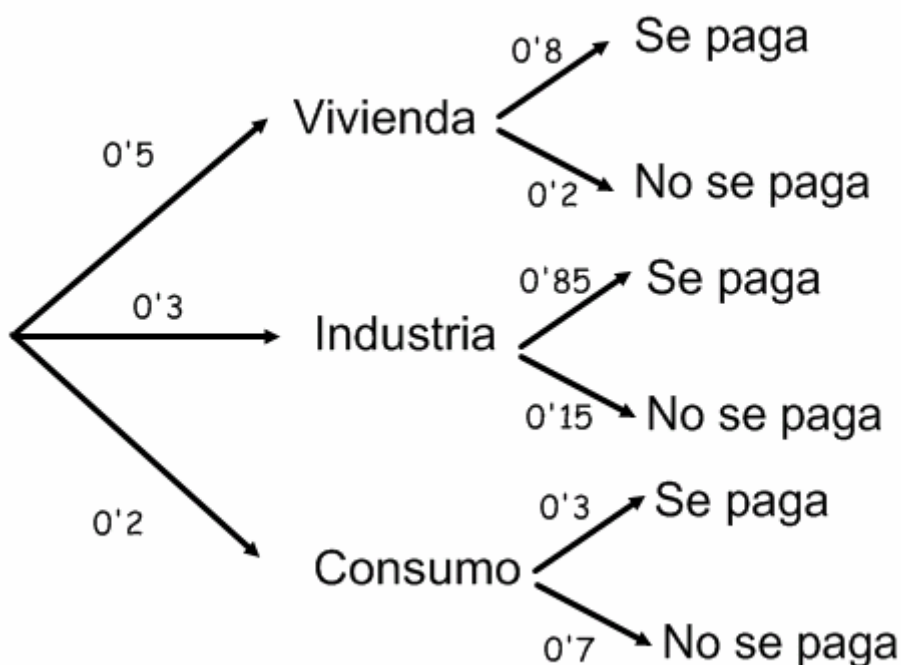 0'8
Se paga
Vivienda
0'5
0'2
No se paga
0'85
Se paga
0'3
Industria
0'15
No se paga
0'3
Se paga
0'2
Consumo
0'7
No se paga